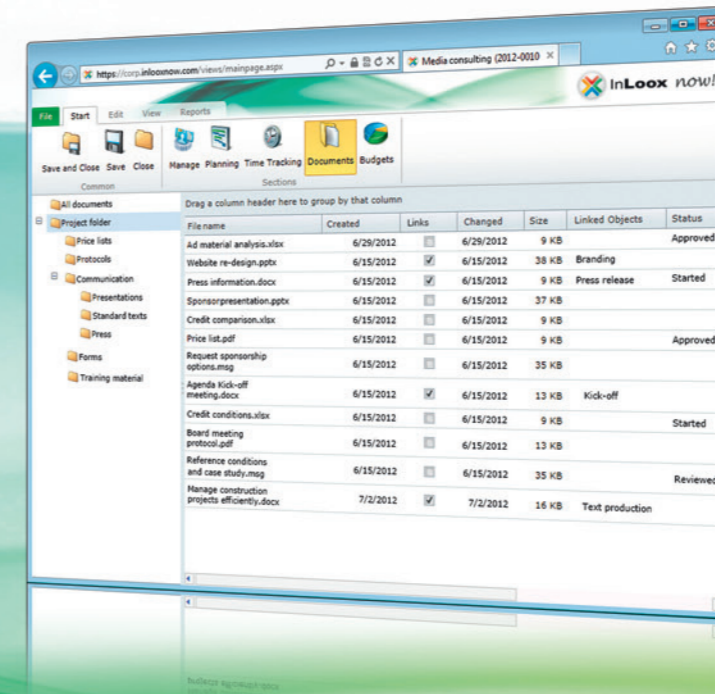 https://corp.inlooxnow.com/views/mainpage.aspx
Media consulting (2012-0010
InLoox now!
File Start Edit View Reports
Save and Close Save Close Manage Planning Time Tracking Documents Budgets
Common Sections
All documents
Project folder
Price lists
Protocols
Communication
Presentations
Standard texts
Press
Forms
Training material
Drag a column header here to group by that column
File name Created Links Changed Size Linked Objects Status
Ad material analysis.xlsx 6/29/2012 6/29/2012 9 KB Approved
Website re-design.pptx 6/15/2012 6/15/2012 38 KB Branding
Press information.docx 6/15/2012 6/15/2012 9 KB Press release Started
Sponsorpresentation.pptx 6/15/2012 6/15/2012 37 KB
Credit comparison.xlsx 6/15/2012 6/15/2012 9 KB
Price list.pdf 6/15/2012 6/15/2012 9 KB Approved
Request sponsorship
options.msg 6/15/2012 6/15/2012 35 KB
Agenda Kick-off
meeting.docx 6/15/2012 6/15/2012 13 KB Kick-off
Credit conditions.xlsx 6/15/2012 6/15/2012 9 KB Started
Board meeting
protocol.pdf 6/15/2012 6/15/2012 13 KB
Reference conditions
and case study.msg 6/15/2012 6/15/2012 35 KB Reviewed
Manage construction
projects efficiently.docx 7/2/2012 7/2/2012 16 KB Text production